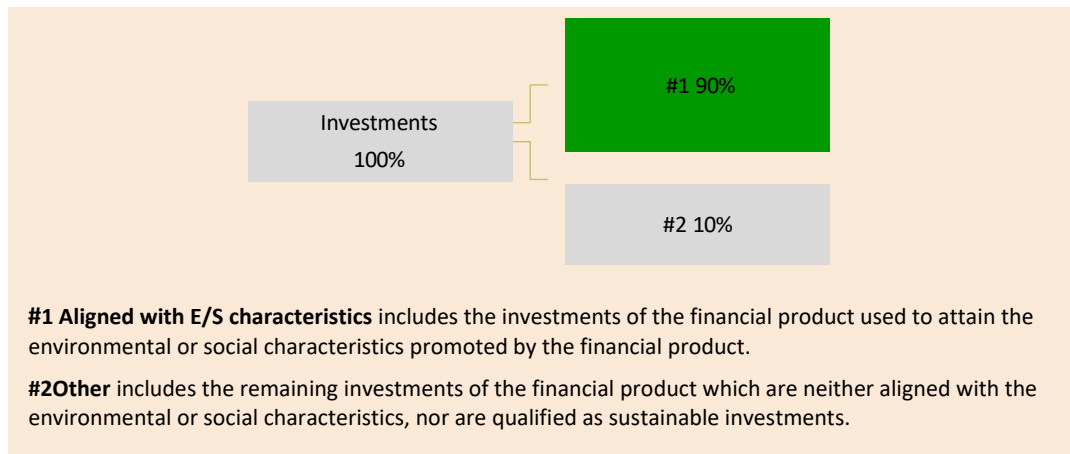 #1 90%
Investments
100%
#2 10%
#1 Aligned with E/S characteristics includes the investments of the financial product used to attain the
environmental or social characteristics promoted by the financial product.
#2Other includes the remaining investments of the financial product which are neither aligned with the
environmental or social characteristics, nor are qualified as sustainable investments.